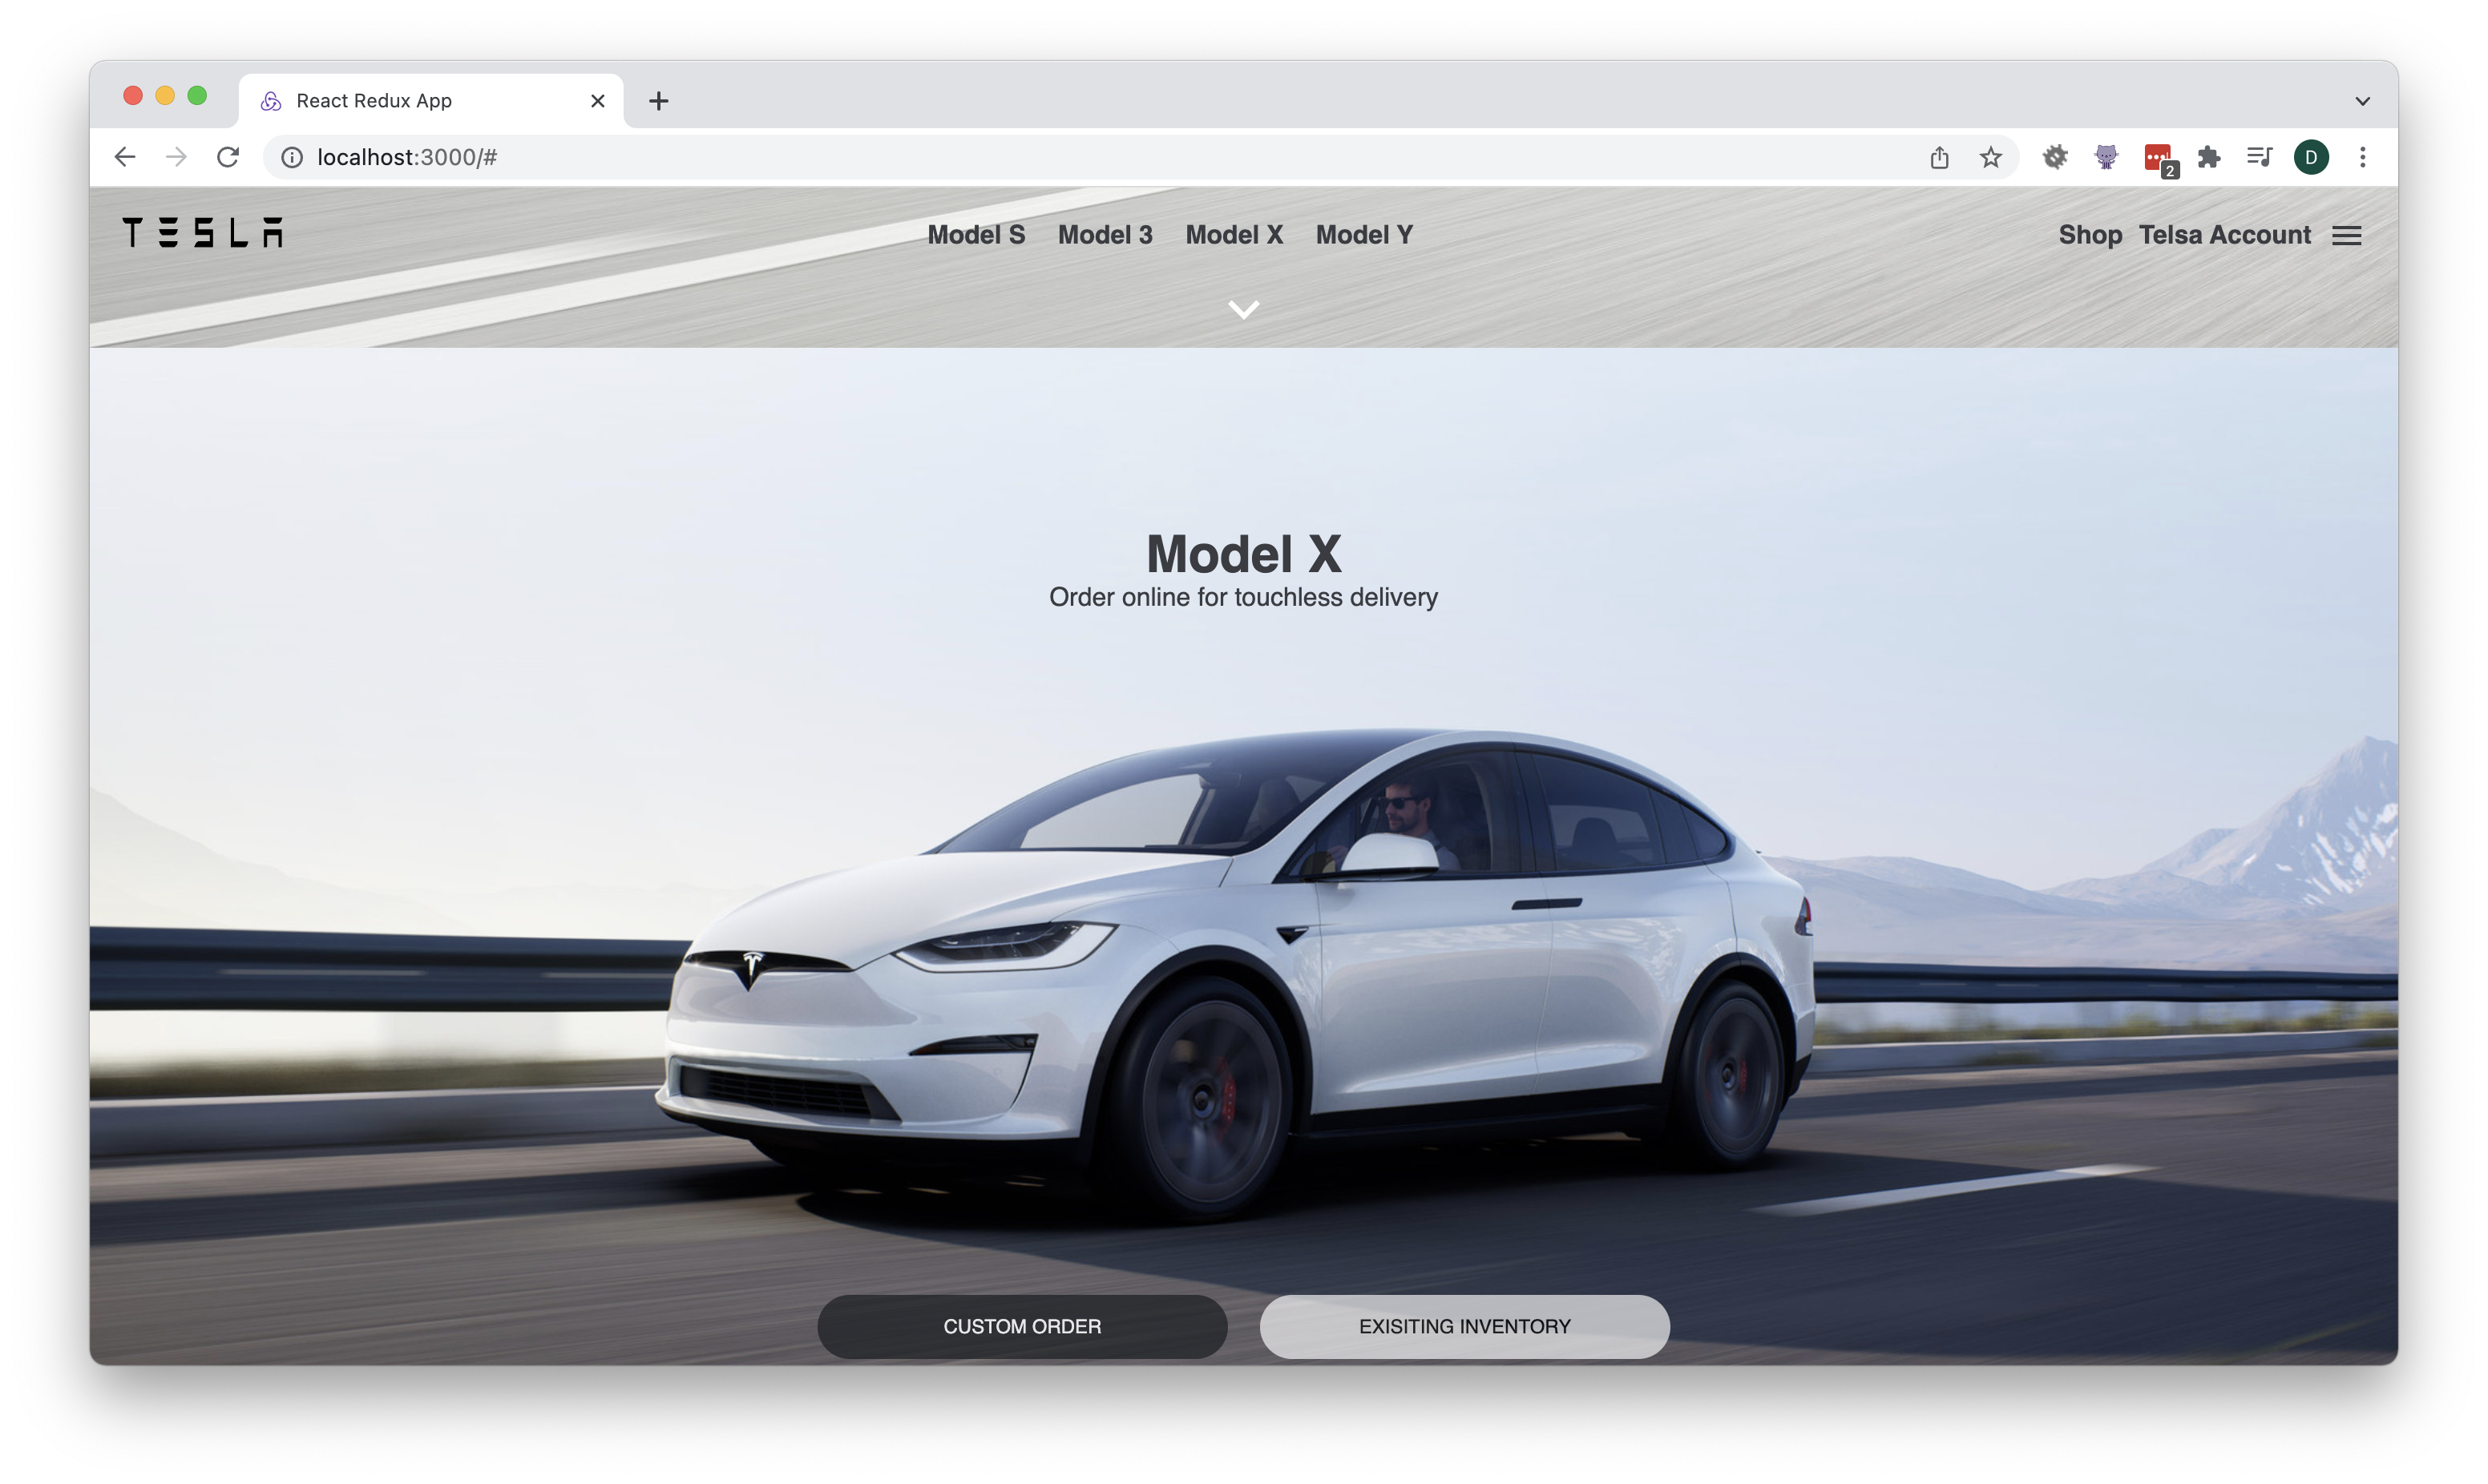 React Redux App
localhost:3000/#
2
D
TESLA
Model S Model 3 Model X Model Y
Shop Telsa Account
Model X
Order online for touchless delivery
CUSTOM ORDER
EXISITING INVENTORY